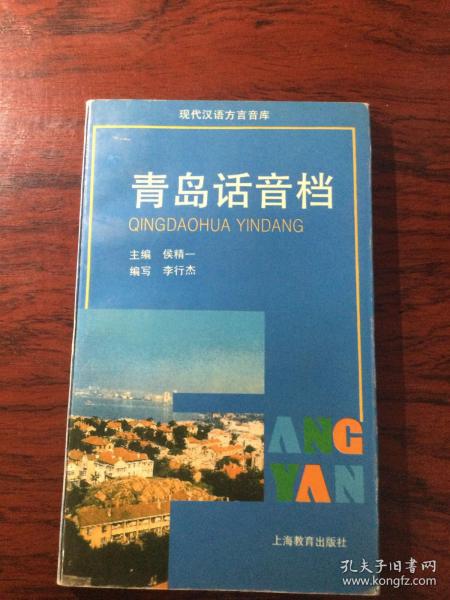 现代汉语方言音库
青岛话音档
QINGDAOHUA YINDANG
主编 侯精一
编写 李行杰
ANG
YAN
上海教育出版社
孔夫子旧书网
www.kongfz.com